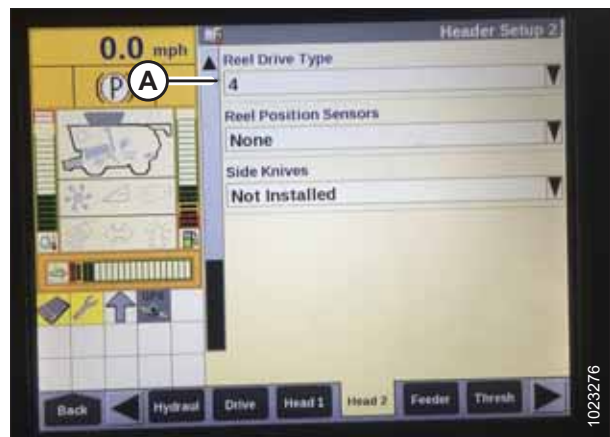 0.0 mph
(P)
A
Header Setup 2
Reel Drive Type
4
Reel Position Sensors
None
Side Knives
Not Installed
GPS
Back
Hydraul
Drive
Head 1
Head 2
Feeder
Thresh
1023276